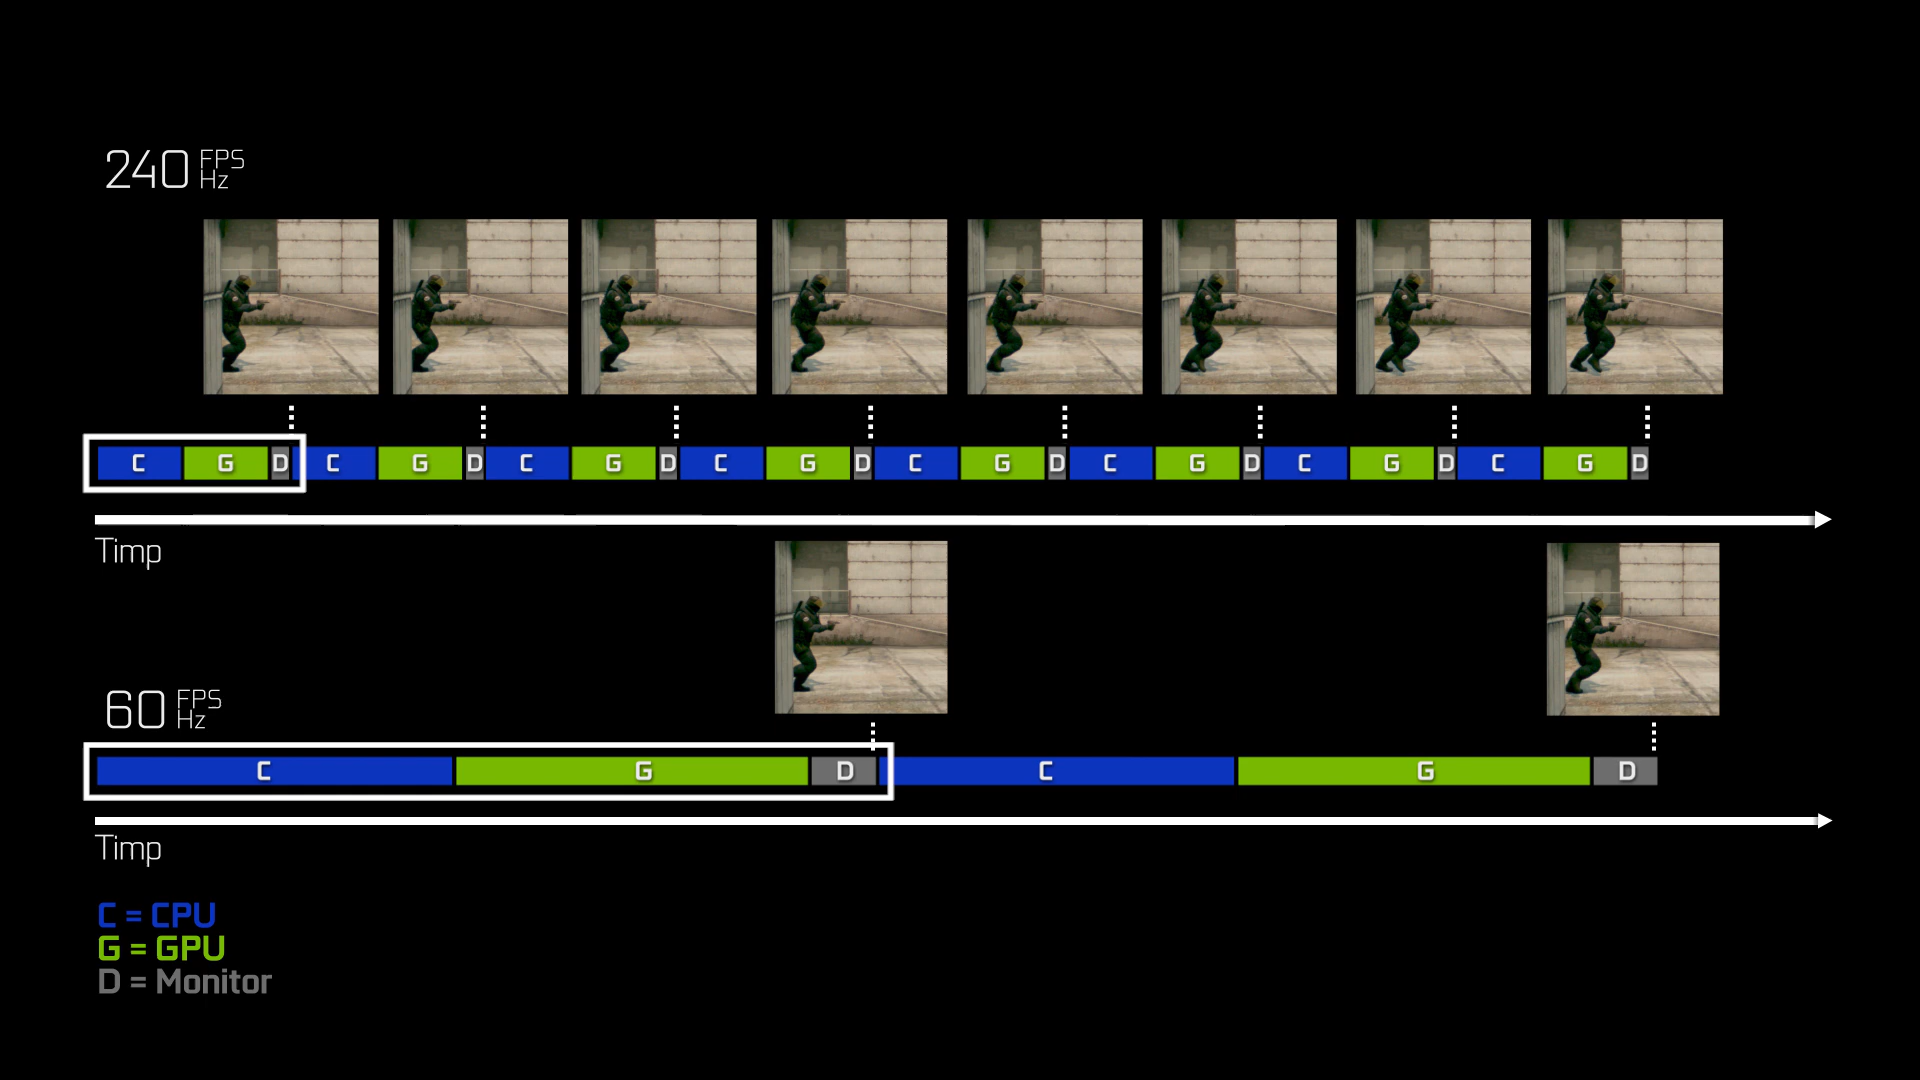 240 FPS
Hz
C G D C G D C G D C G D C G D C G D C G D C G D
Timp
60 FPS
Hz
C G D C G D
Timp
C = CPU
G = GPU
D = Monitor